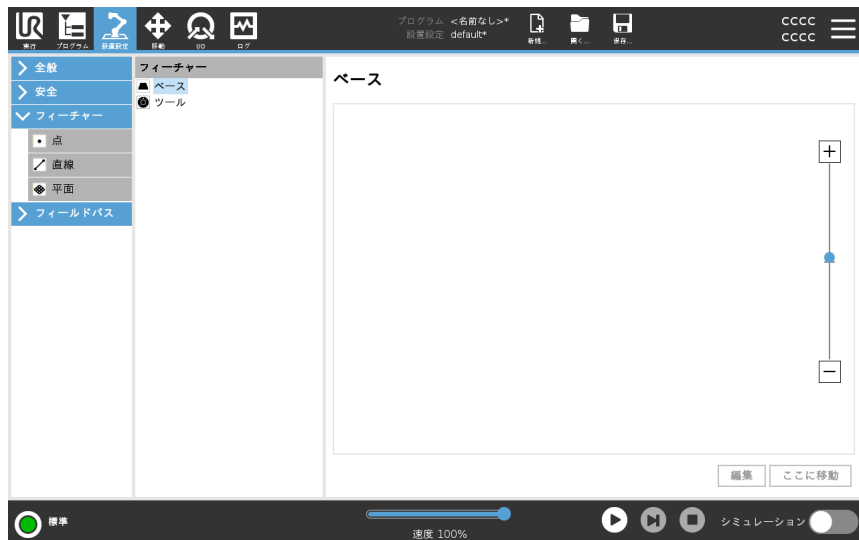 プログラム <名前なし>*
設置設定 default*
実行
プログラム
設置設定
移動
I/O
ログ
新規...
開く...
保存...
cccc
cccc
全般
安全
フィーチャー
点
直線
平面
フィールドバス
フィーチャー
ベース
ツール
ベース
編集
ここに移動
標準
速度 100%
シミュレーション